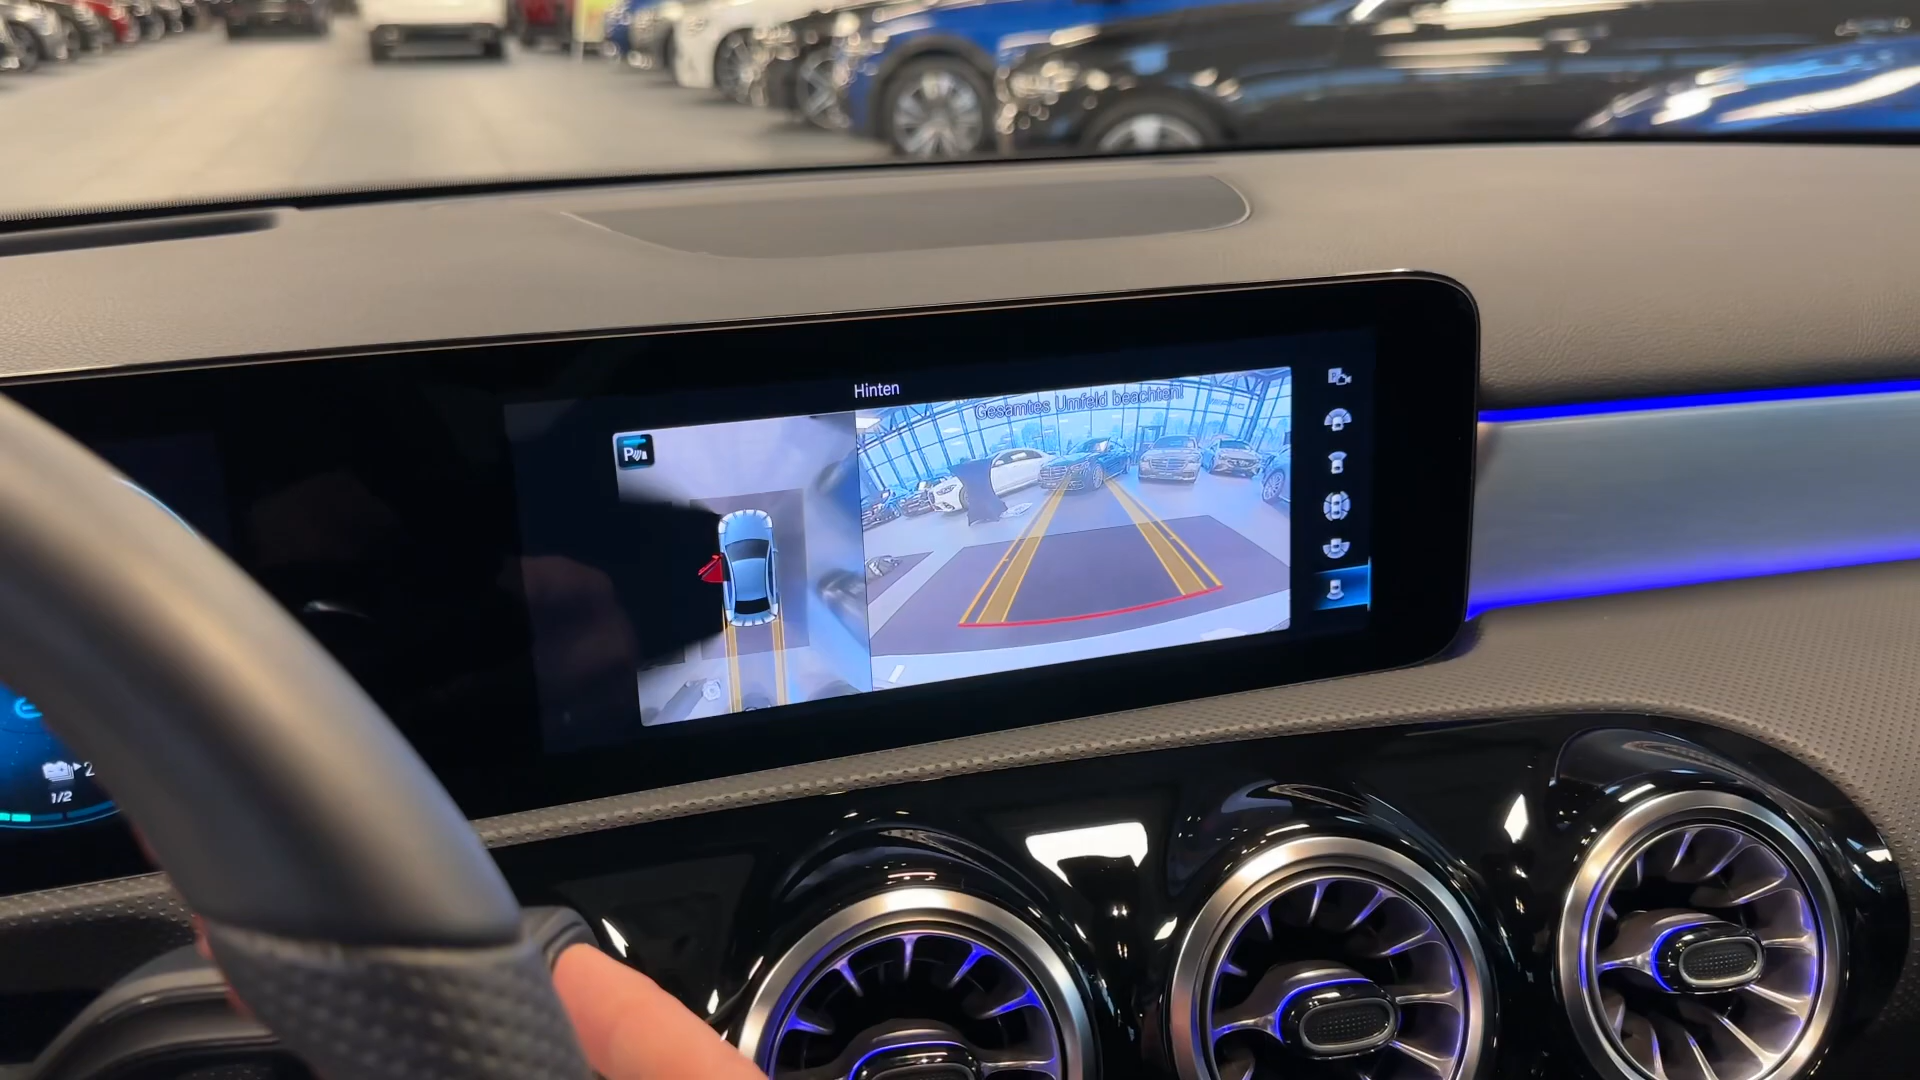 Hinten
Gesamtes Umfeld beachten!
P
1/2